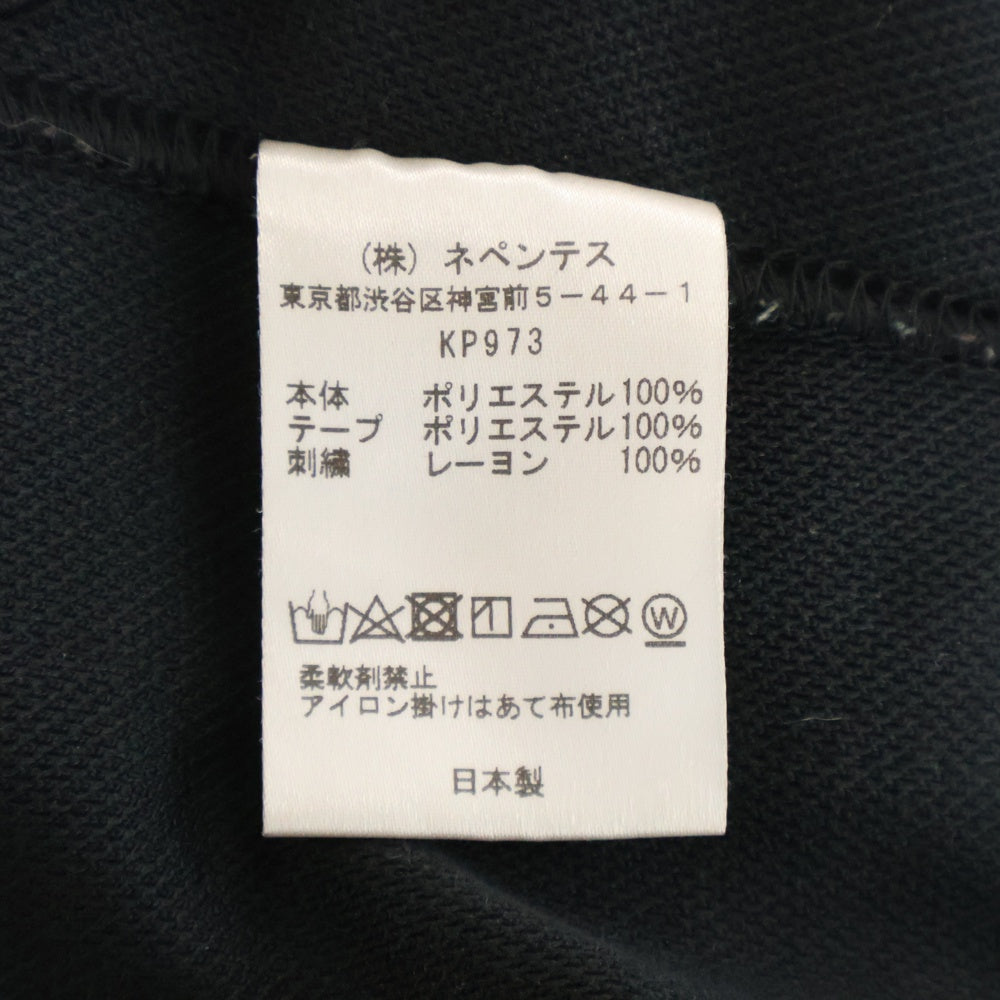 （株）ネペンテス
東京都渋谷区神宮前５－４４－１
KP973
本体 ポリエステル100%
テープ ポリエステル100%
刺繍 レーヨン 100%
W
柔軟剤禁止
アイロン掛けはあて布使用
日本製